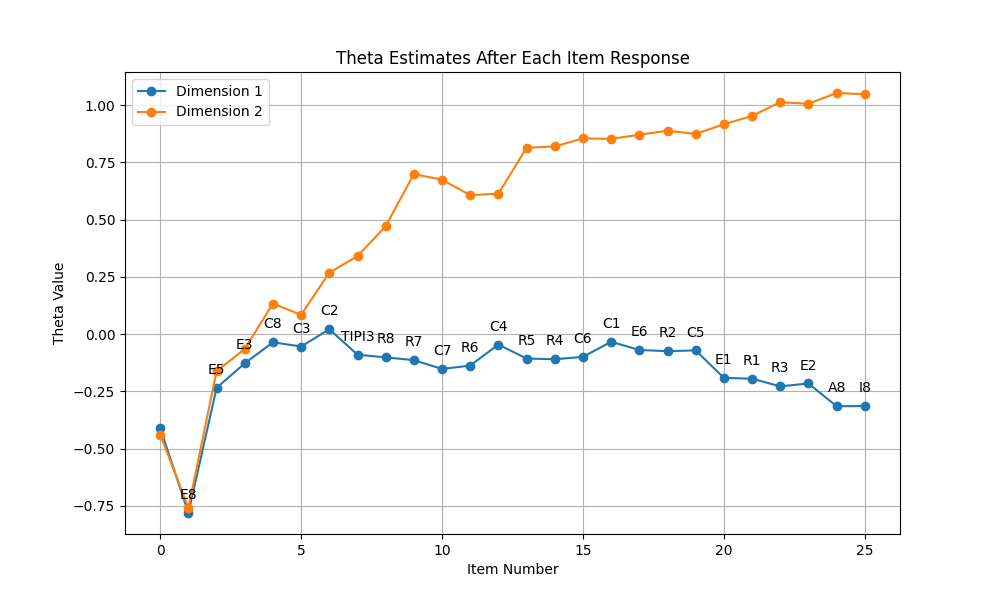 Theta Estimates After Each Item Response
Dimension 1
Dimension 2
Theta Value
1.00
0.75
0.50
0.25
0.00
−0.25
−0.50
−0.75
E8
E5
E3
C8
C3
C2
TIPI3
R8
R7
C7
R6
C4
R5
R4
C6
C1
E6
R2
C5
E1
R1
R3
E2
A8
I8
0 5 10 15 20 25
Item Number